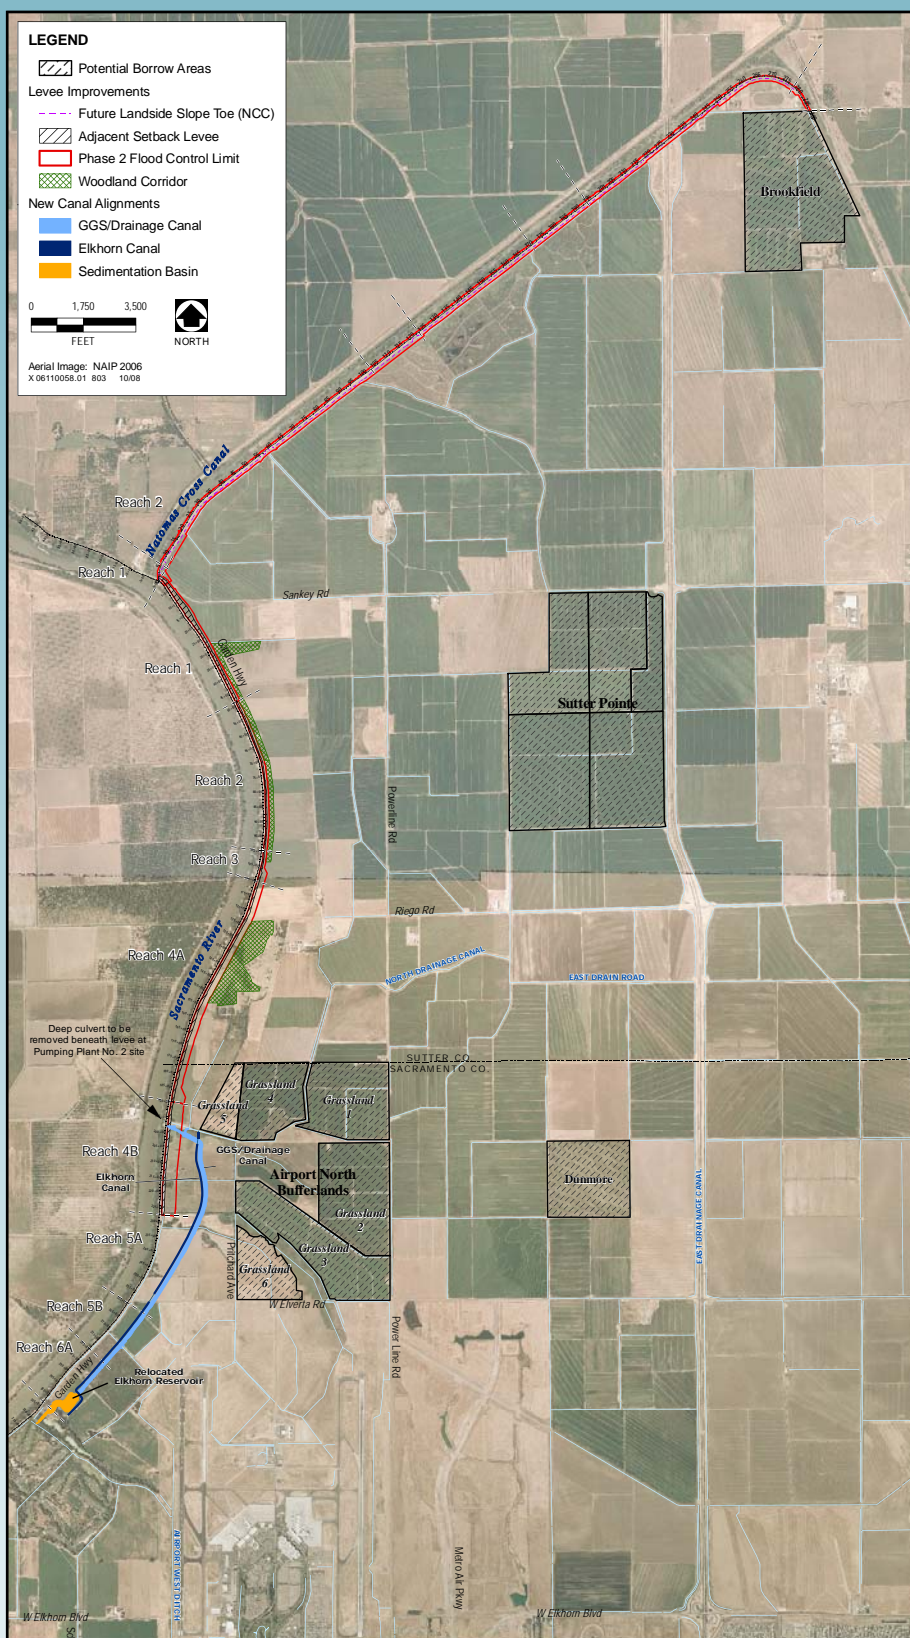 LEGEND
Potential Borrow Areas
Levee Improvements
Future Landside Slope Toe (NCC)
Adjacent Setback Levee
Phase 2 Flood Control Limit
Woodland Corridor
New Canal Alignments
GGS/Drainage Canal
Elkhorn Canal
Sedimentation Basin
0 1,750 3,500
FEET
NORTH
Aerial Image: NAIP 2006
X 06110058.01 803 10/08
Brookfield
Natomas Cross Canal
Reach 2
Reach 1
Sankey Rd
Garden Hwy
Reach 1
Sutter Pointe
Reach 2
Powerline Rd
Reach 3
Riego Rd
Sacramento River
Reach 4A
NORTH DRAINAGE CANAL
EAST DRAIN ROAD
Deep culvert to be
removed beneath levee at
Pumping Plant No. 2 site
SUTTER CO.
SACRAMENTO CO.
Grassland
4
Grassland
5
Grassland
1
Reach 4B
GGS/Drainage
Canal
Elkhorn
Canal
Airport North
Bufferlands
Dunmore
Grassland
2
EAST DRAINAGE CANAL
Reach 5A
Pritchard Ave
Grassland
3
Grassland
6
W Elverta Rd
Reach 5B
Reach 6A
Power Line Rd
Garden Hwy
Relocated
Elkhorn Reservoir
AIRPORT WEST DITCH
Metro Air Pkwy
W Elkhorn Blvd
W Elkhorn Blvd